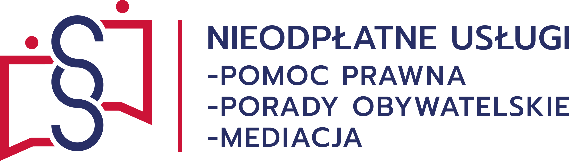 NIEODPŁATNE USŁUGI
-POMOC PRAWNA
-PORADY OBYWATELSKIE
-MEDIACJA